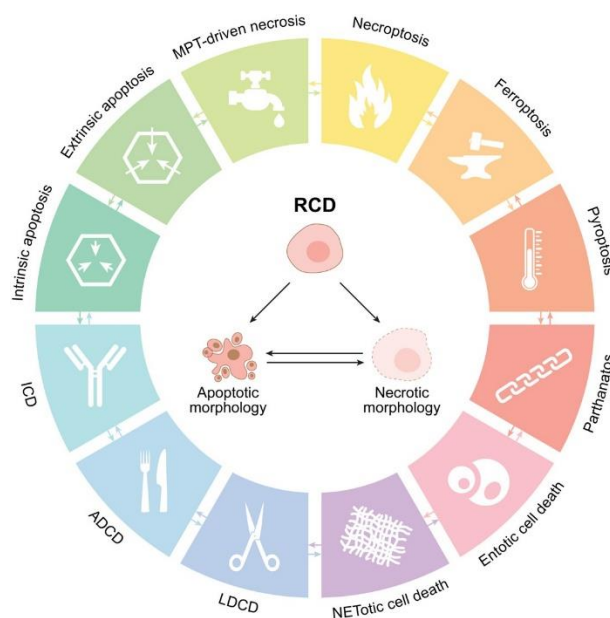 MPT-driven necrosis
Necroptosis
Ferroptosis
Pyroptosis
Parthanatos
Entotic cell death
NETotic cell death
LDCD
ADCD
ICD
Intrinsic apoptosis
Extrinsic apoptosis
RCD
Apoptotic
morphology
Necrotic
morphology